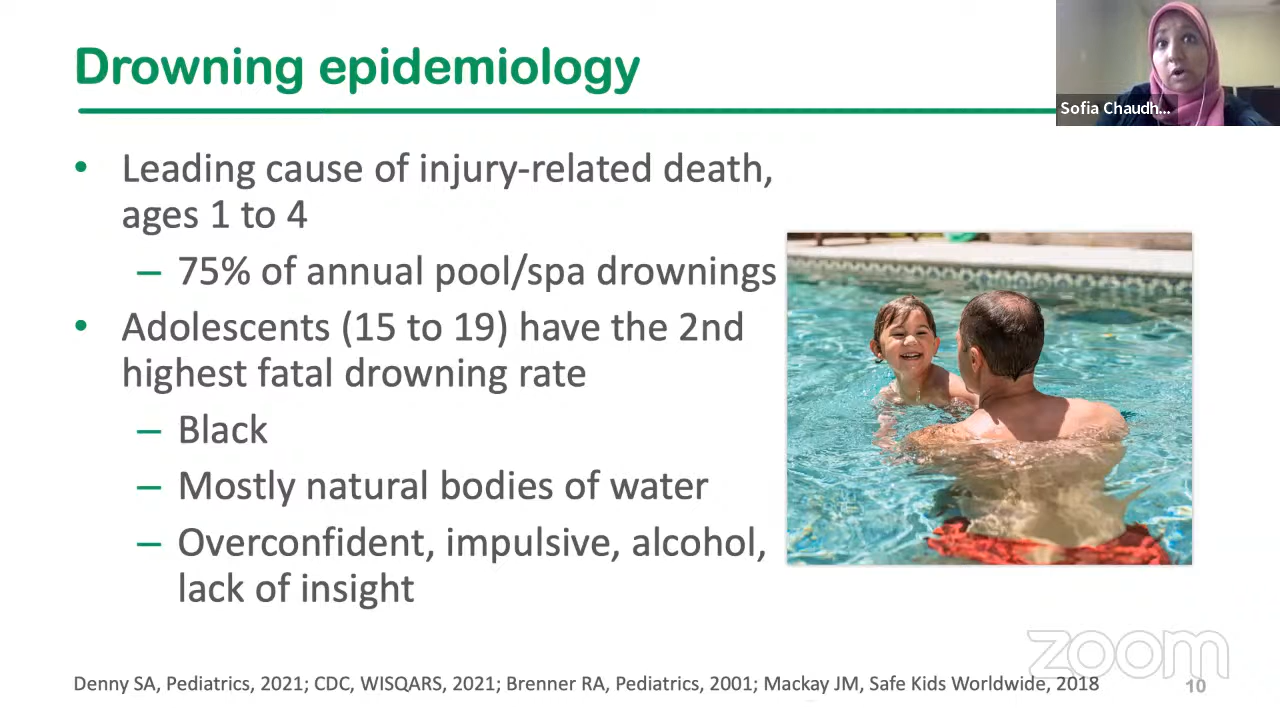 Drowning epidemiology
Sofia Chaudh...
• Leading cause of injury-related death,
ages 1 to 4
– 75% of annual pool/spa drownings
• Adolescents (15 to 19) have the 2nd
highest fatal drowning rate
– Black
– Mostly natural bodies of water
– Overconfident, impulsive, alcohol,
lack of insight
zoom
Denny SA, Pediatrics, 2021; CDC, WISQARS, 2021; Brenner RA, Pediatrics, 2001; Mackay JM, Safe Kids Worldwide, 2018
10